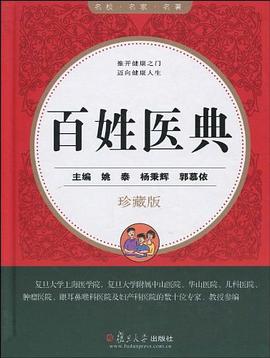 名校·名家·名著
推开健康之门
迈向健康人生
百姓医典
主编 姚泰 杨秉辉 郭慕依
珍藏版
复旦大学上海医学院，复旦大学附属中山医院、华山医院、儿科医院、
肿瘤医院、眼耳鼻喉科医院及妇产科医院的数十位专家、教授参编
復旦大學出版社